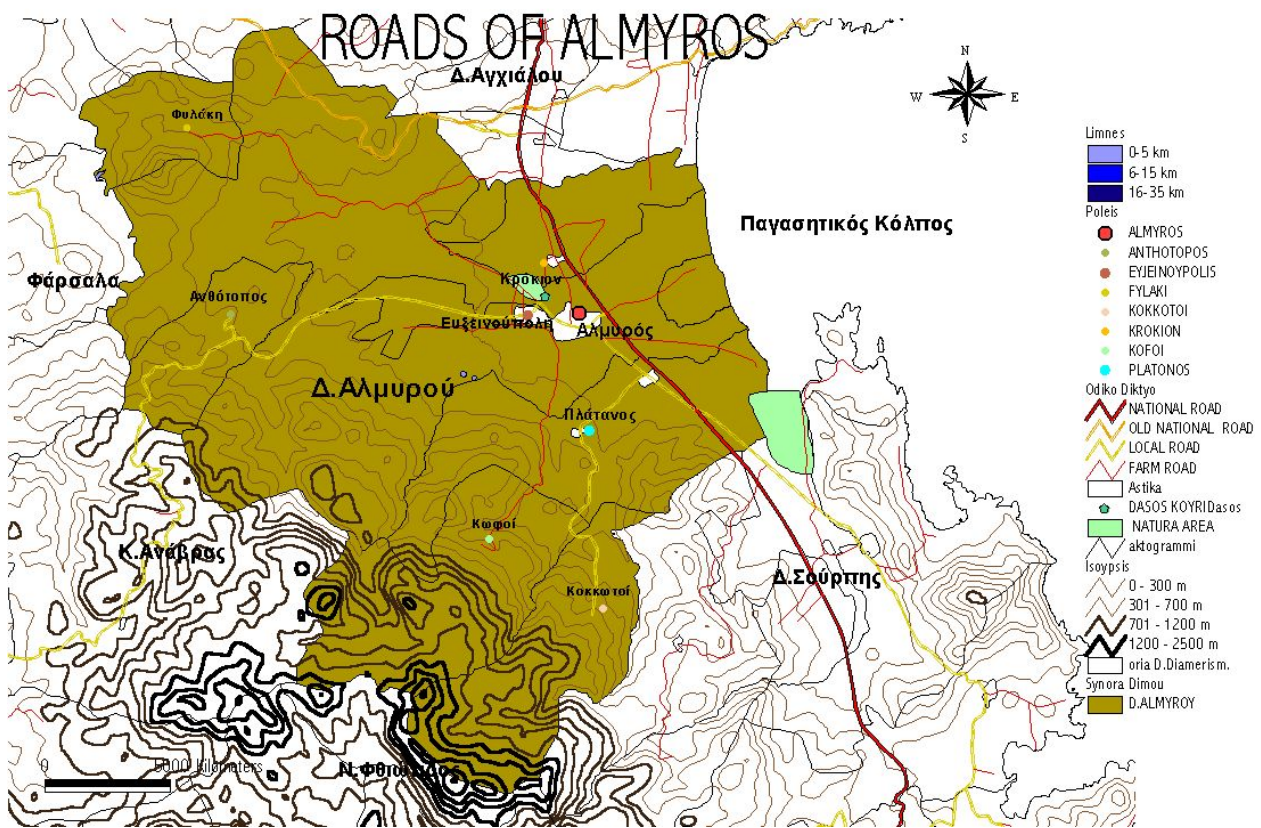 ROADS OF ALMYROS
Δ.Αγχιάλου
N
W
E
S
Φυλάκη
Παγασητικός Κόλπος
Φάρσαλα
Κρόκιον
Ανθότοπος
Ευξεινούπολη
Αλμυρός
Δ.Αλμυρού
Πλάτανος
Κωφοί
Κ.Ανάβρας
Δ.Σούρπης
Κοκκωτοί
0
5000 Kilometers
Limnes
0-5 km
6-15 km
16-35 km
Poleis
ALMYROS
ANTHOTOPOS
EYJEINOYPOLIS
FYLAKI
KOKKOTOI
KROKION
KOFOI
PLATONOS
Odiko Diktyo
NATIONAL ROAD
OLD NATIONAL ROAD
LOCAL ROAD
FARM ROAD
Astika
DASOS KOYRIDasos
NATURA AREA
aktogrammi
Isoypsis
0 - 300 m
301 - 700 m
701 - 1200 m
1200 - 2500 m
oria D.Diamerism.
Synora Dimou
D.ALMYROY